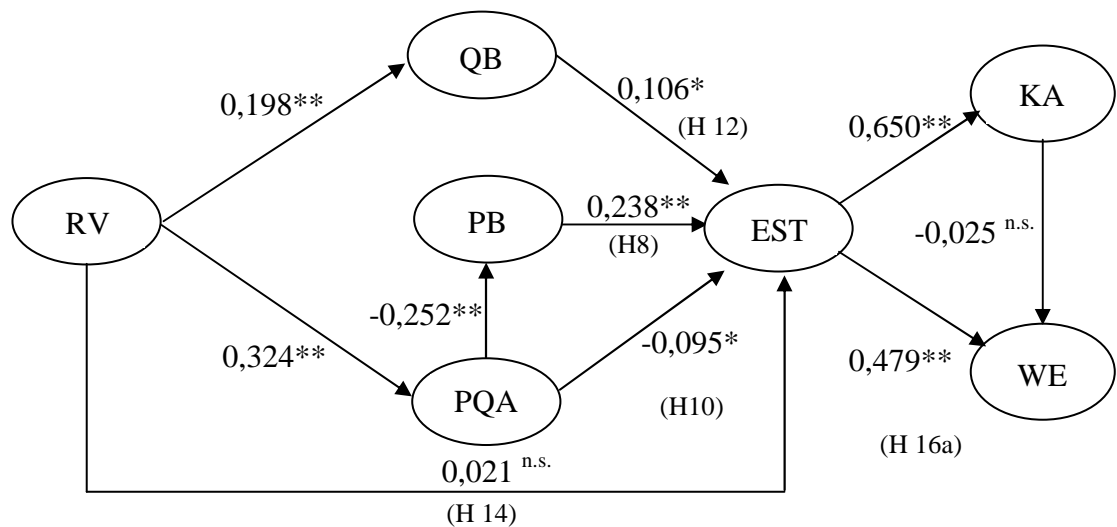 QB
KA
0,198**
0,106*
(H 12)
0,650**
RV
PB
0,238**
(H8)
EST
-0,025 n.s.
-0,252**
0,324**
-0,095*
0,479**
WE
PQA
(H10)
(H 16a)
0,021 n.s.
(H 14)